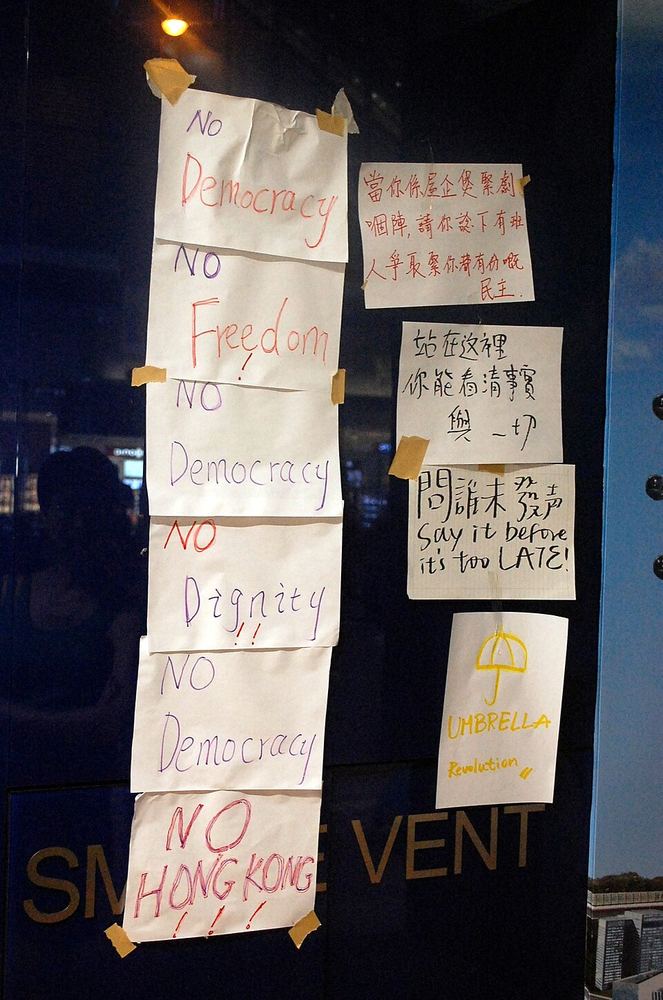 NO
Democracy
NO
Freedom
!
NO
Democracy
NO
Dignity
!!
NO
Democracy
NO
HONG KONG
!!!
當你係屋企煲緊劇
嗰陣,請你諗下有班
人爭取緊你都有份嘅
民主.
站在这裡
你能看清事實
與一切
問誰未發声
Say it before
it's too LATE!
UMBRELLA
Revolution
VENT